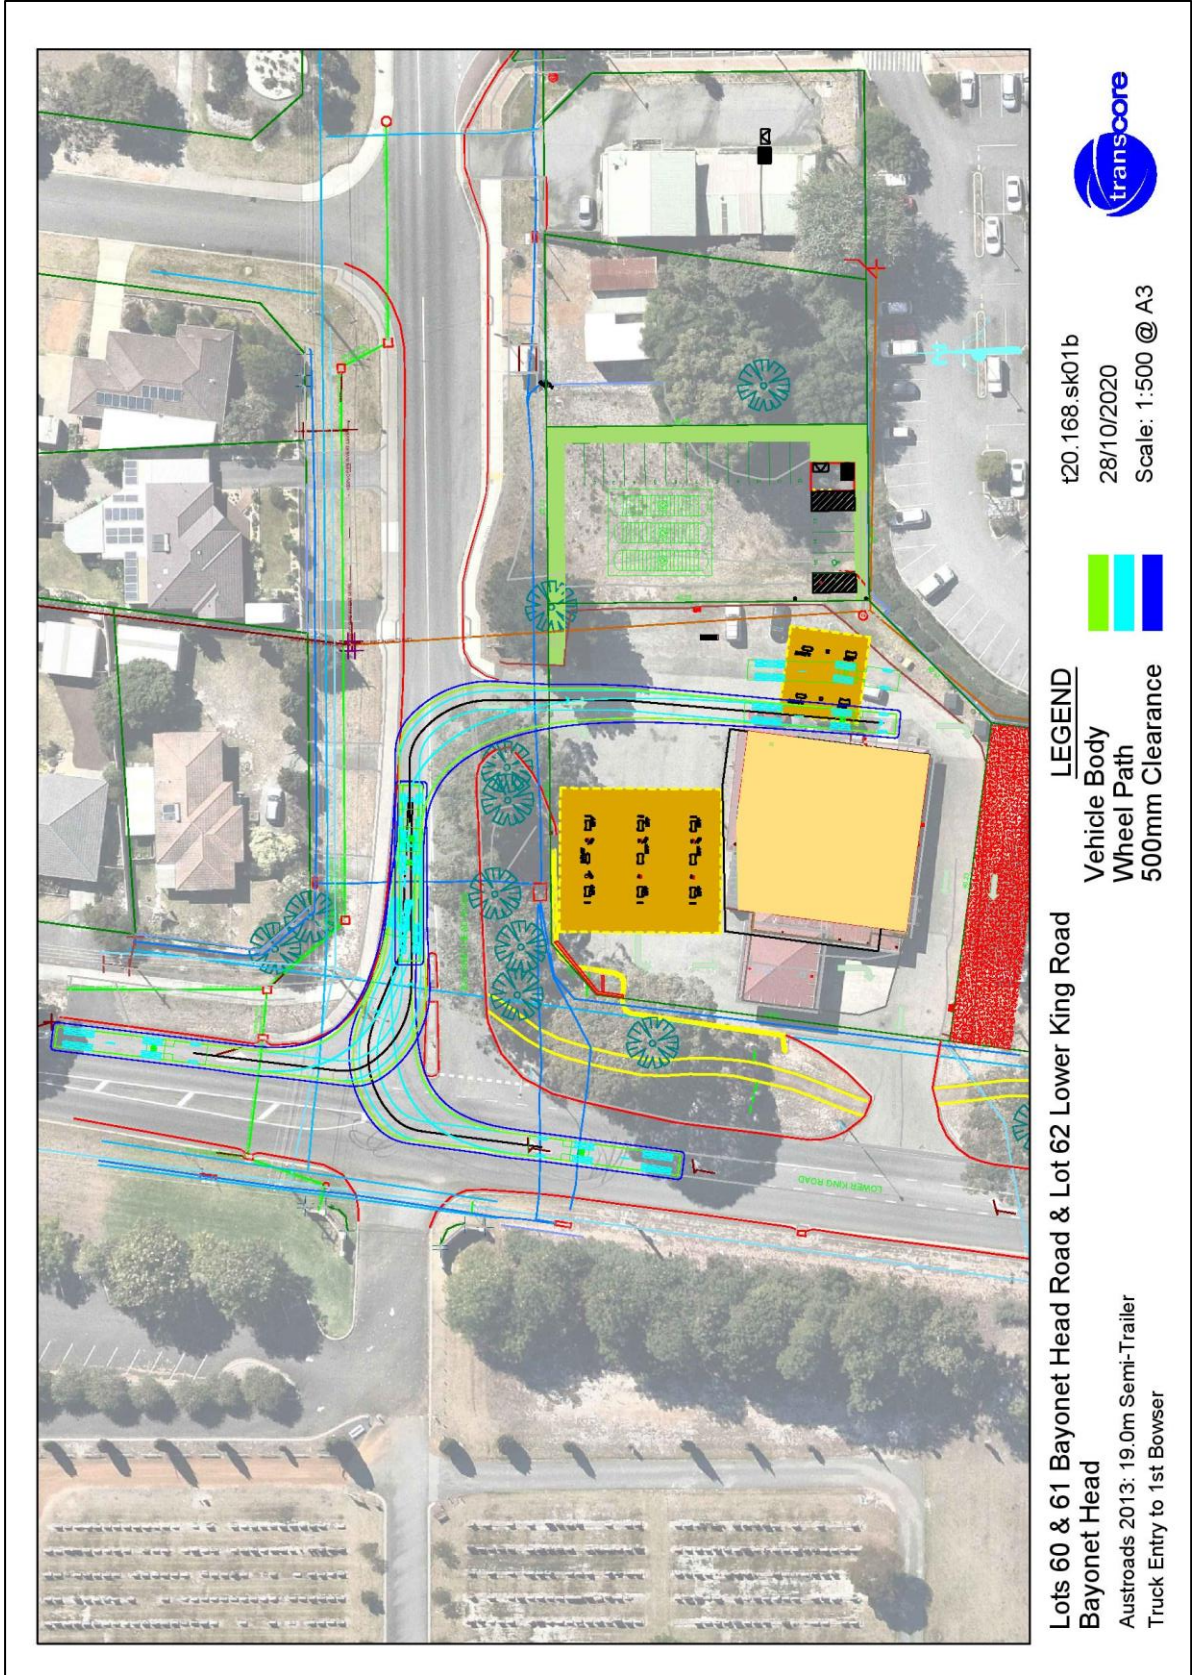 LOWER KING ROAD
Lots 60 & 61 Bayonet Head Road & Lot 62 Lower King Road
Bayonet Head
Austroads 2013: 19.0m Semi-Trailer
Truck Entry to 1st Bowser
LEGEND
Vehicle Body
Wheel Path
500mm Clearance
t20.168.sk01b
28/10/2020
Scale: 1:500 @ A3
transcore